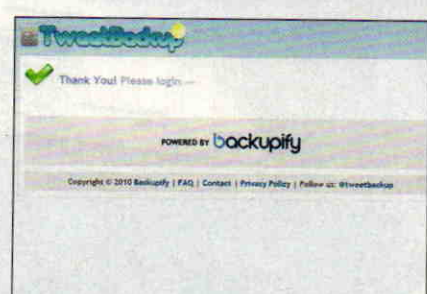 TweetBackup
Thank You! Please login —
POWERED BY backupify
Copyright © 2010 Backupify | FAQ | Contact | Privacy Policy | Follow us: @tweetbackup